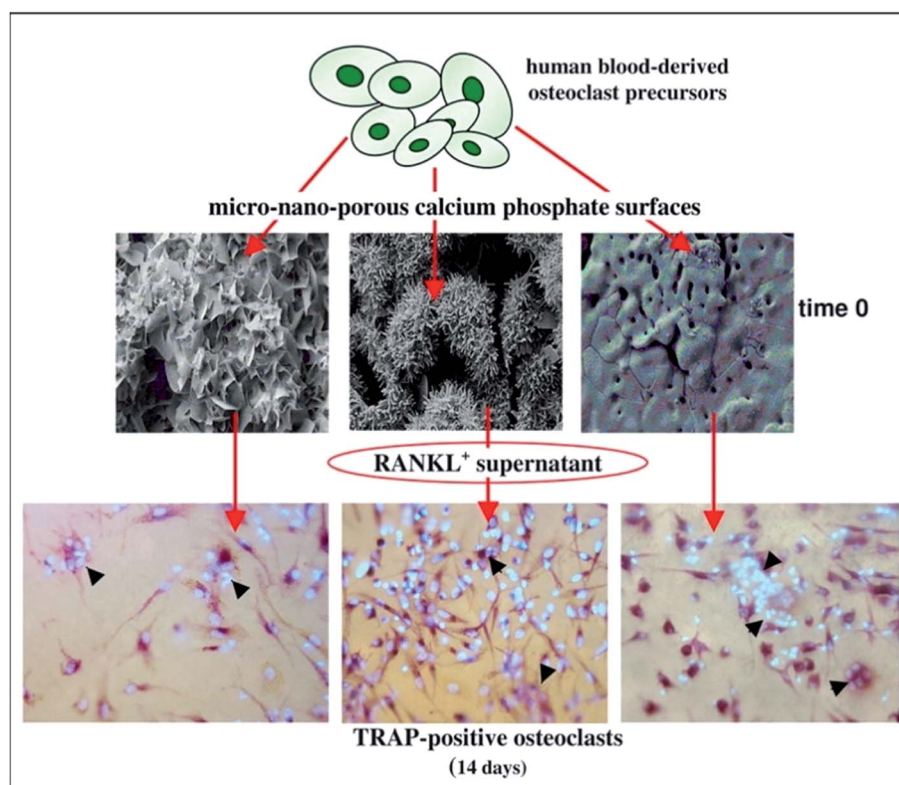 human blood-derived
osteoclast precursors
micro-nano-porous calcium phosphate surfaces
time 0
RANKL⁺ supernatant
TRAP-positive osteoclasts
(14 days)